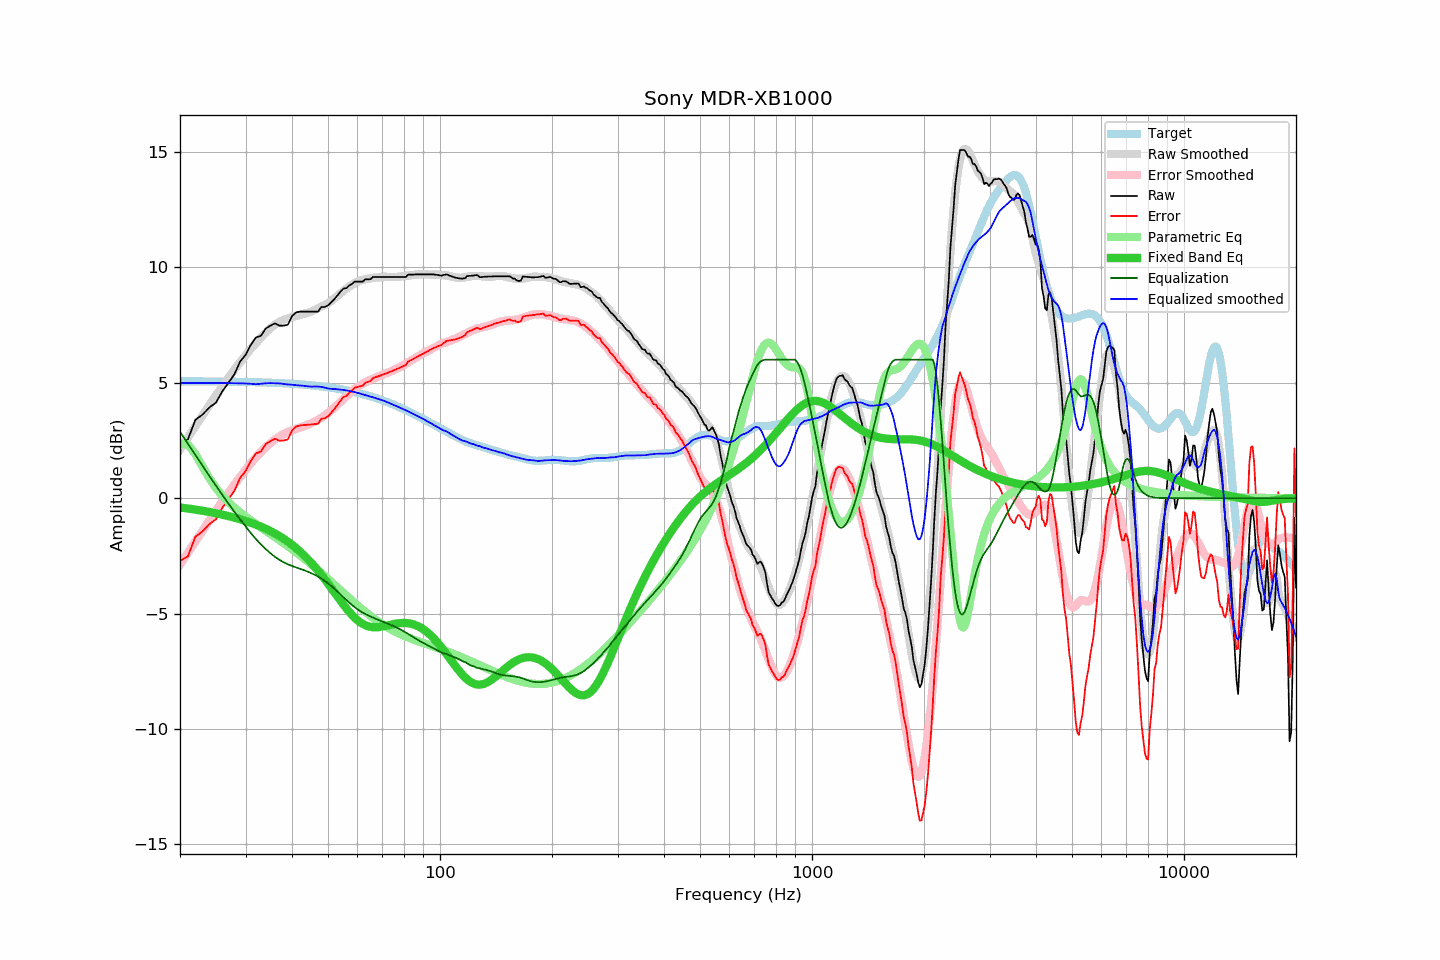 Sony MDR-XB1000
Target
Raw Smoothed
Error Smoothed
Raw
Error
Parametric Eq
Fixed Band Eq
Equalization
Equalized smoothed
Amplitude (dBr)
15
10
5
0
−5
−10
−15
100
1000
10000
Frequency (Hz)